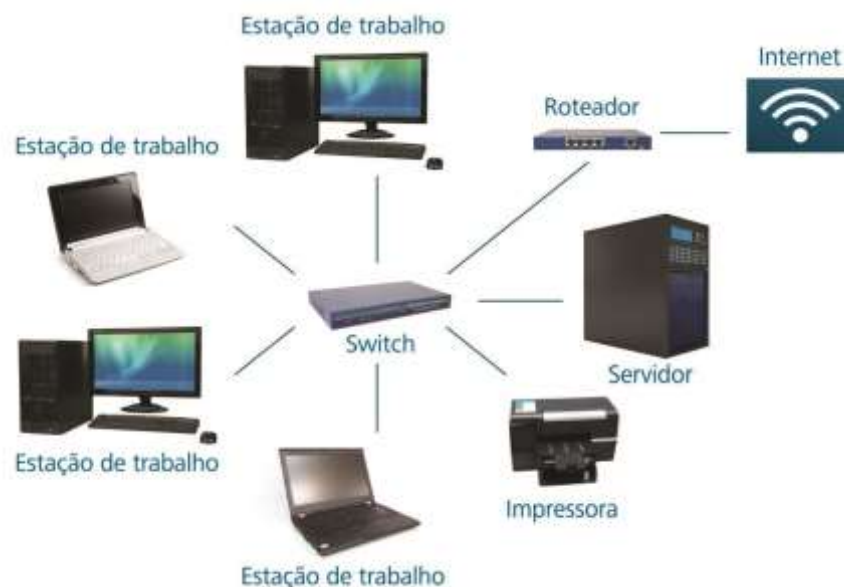 Estação de trabalho
Internet
Roteador
Estação de trabalho
Switch
Servidor
Estação de trabalho
Impressora
Estação de trabalho